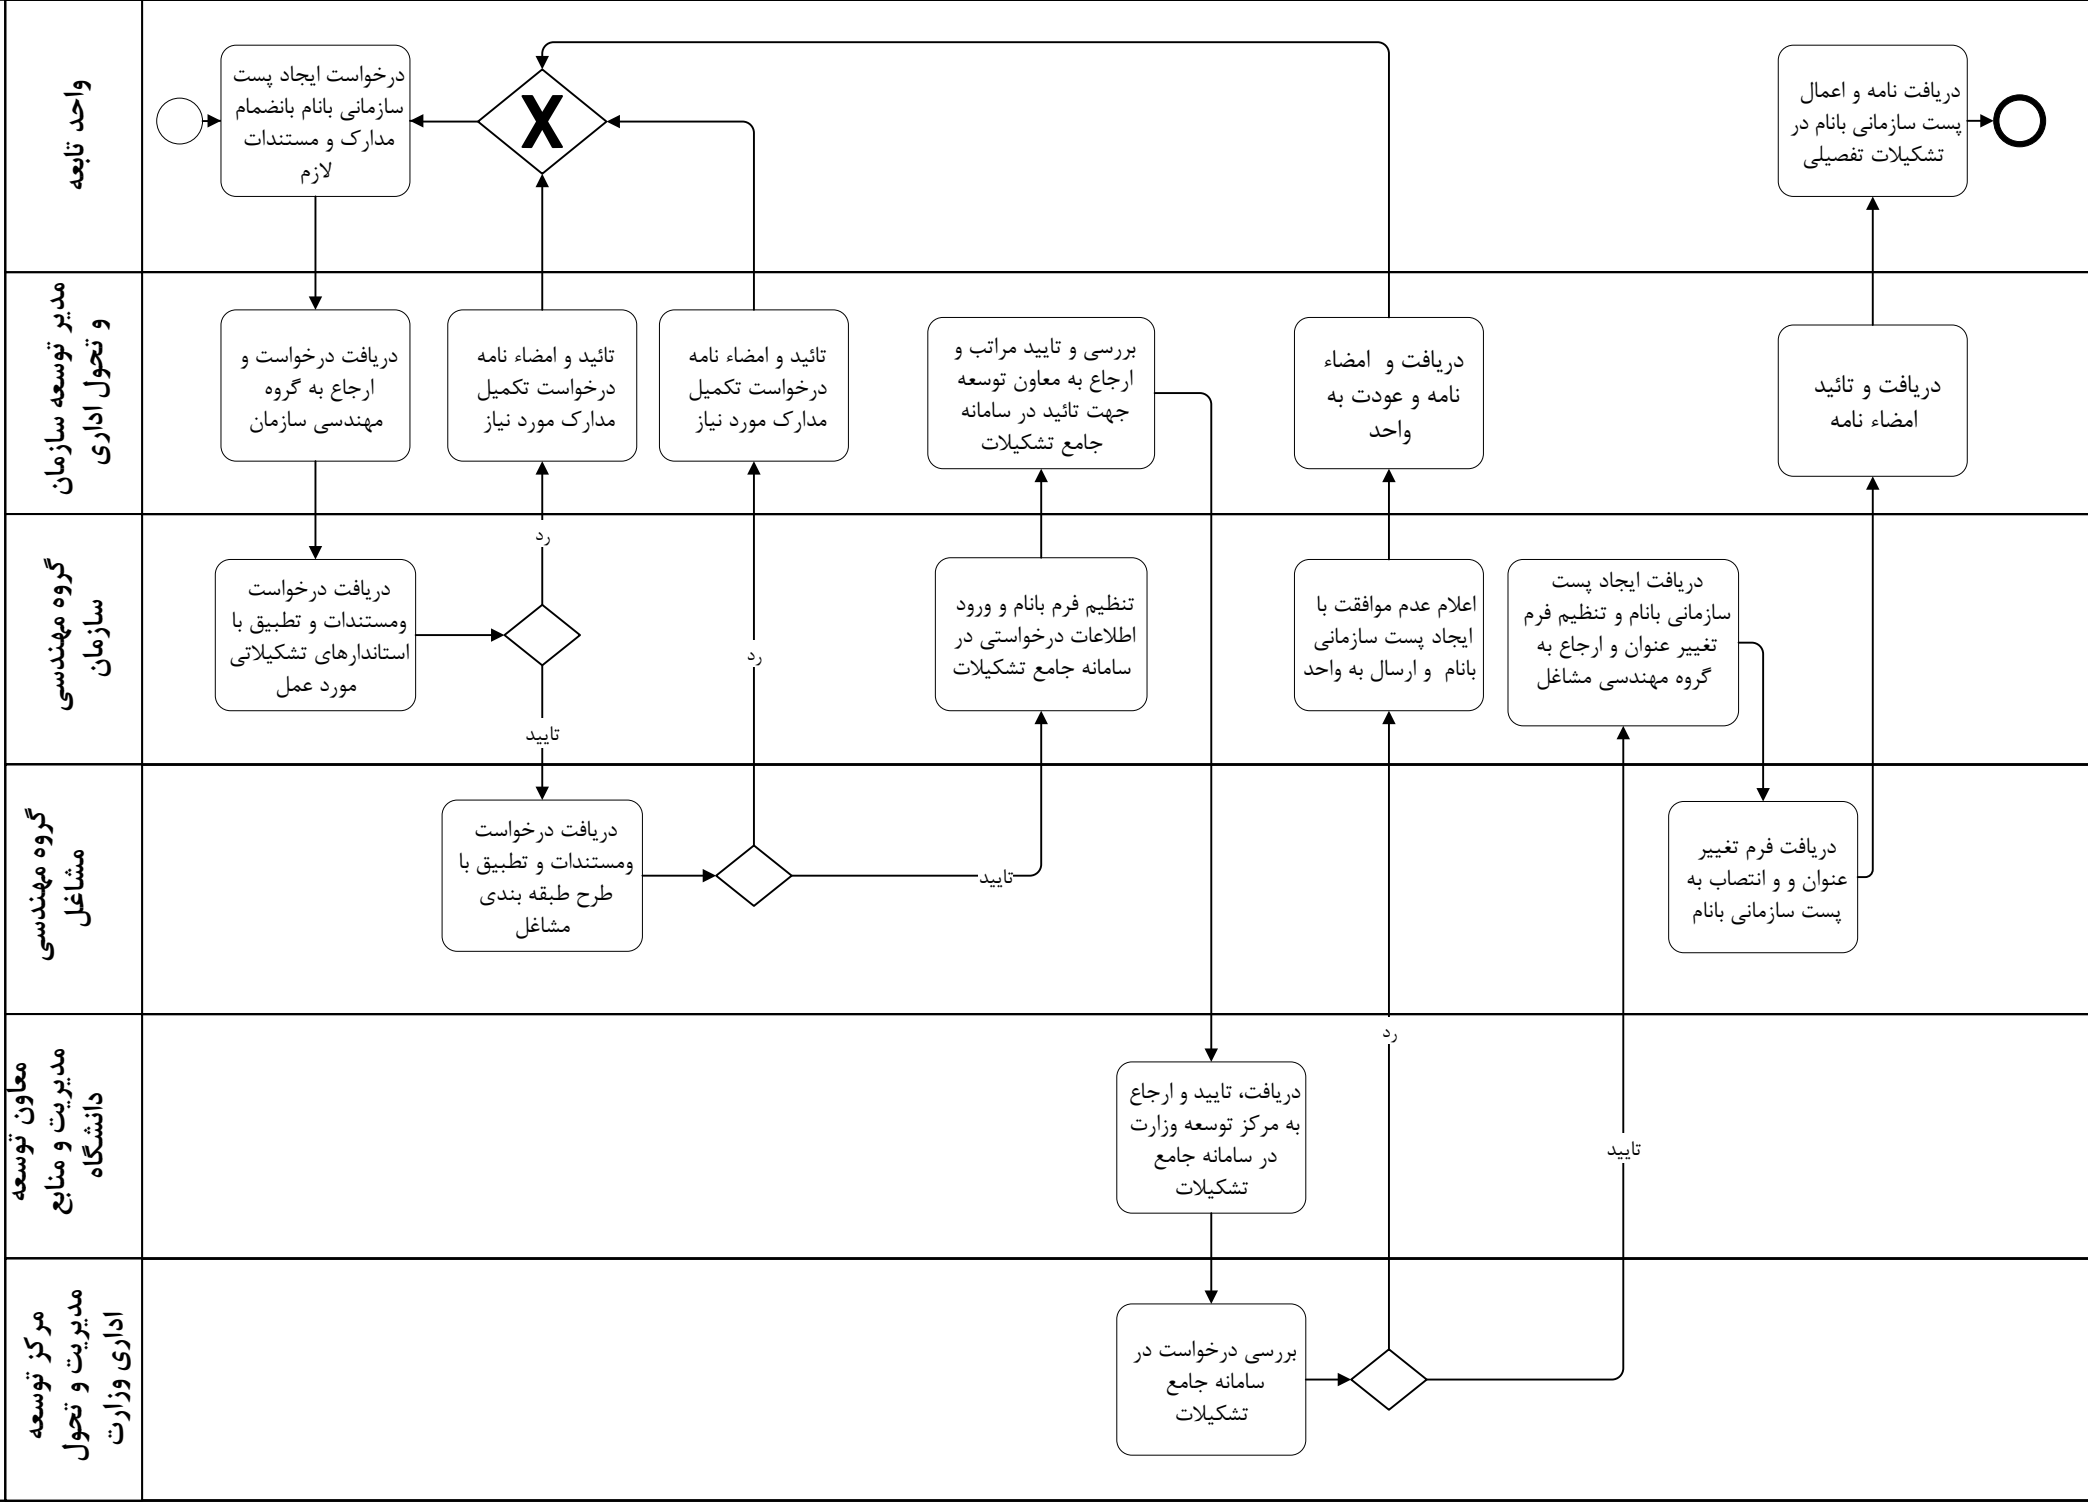 واحد تابعه
درخواست ایجاد پست
سازمانی بانام بانضمام
مدارک و مستندات
لازم
X
دریافت نامه و اعمال
پست سازمانی بانام در
تشکیلات تفصیلی
مدیر توسعه سازمان
و تحول اداری
دریافت درخواست و
ارجاع به گروه
مهندسی سازمان
تائید و امضاء نامه
درخواست تکمیل
مدارک مورد نیاز
تائید و امضاء نامه
درخواست تکمیل
مدارک مورد نیاز
بررسی و تایید مراتب و
ارجاع به معاون توسعه
جهت تائید در سامانه
جامع تشکیلات
دریافت و امضاء
نامه و عودت به
واحد
دریافت و تائید
امضاء نامه
گروه مهندسی
سازمان
دریافت درخواست
ومستندات و تطبیق با
استاندارهای تشکیلاتی
مورد عمل
رد
تایید
رد
تنظیم فرم بانام و ورود
اطلاعات درخواستی در
سامانه جامع تشکیلات
اعلام عدم موافقت با
ایجاد پست سازمانی
بانام و ارسال به واحد
دریافت ایجاد پست
سازمانی بانام و تنظیم فرم
تغییر عنوان و ارجاع به
گروه مهندسی مشاغل
گروه مهندسی
مشاغل
دریافت درخواست
ومستندات و تطبیق با
طرح طبقه بندی
مشاغل
تایید
دریافت فرم تغییر
عنوان و و انتصاب به
پست سازمانی بانام
معاون توسعه
مدیریت و منابع
دانشگاه
دریافت، تایید و ارجاع
به مرکز توسعه وزارت
در سامانه جامع
تشکیلات
رد
تایید
مرکز توسعه
مدیریت و تحول
اداری وزارت
بررسی درخواست در
سامانه جامع
تشکیلات